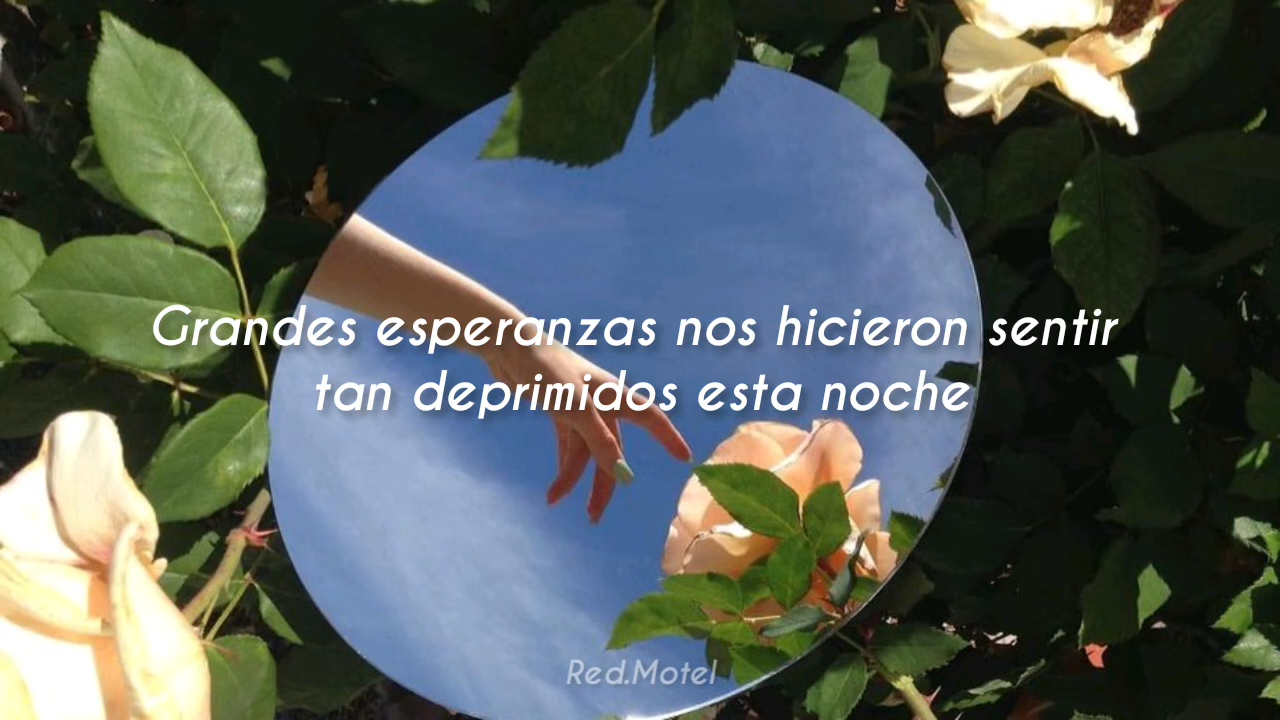 Grandes esperanzas nos hicieron sentir
tan deprimidos esta noche
Red.Motel